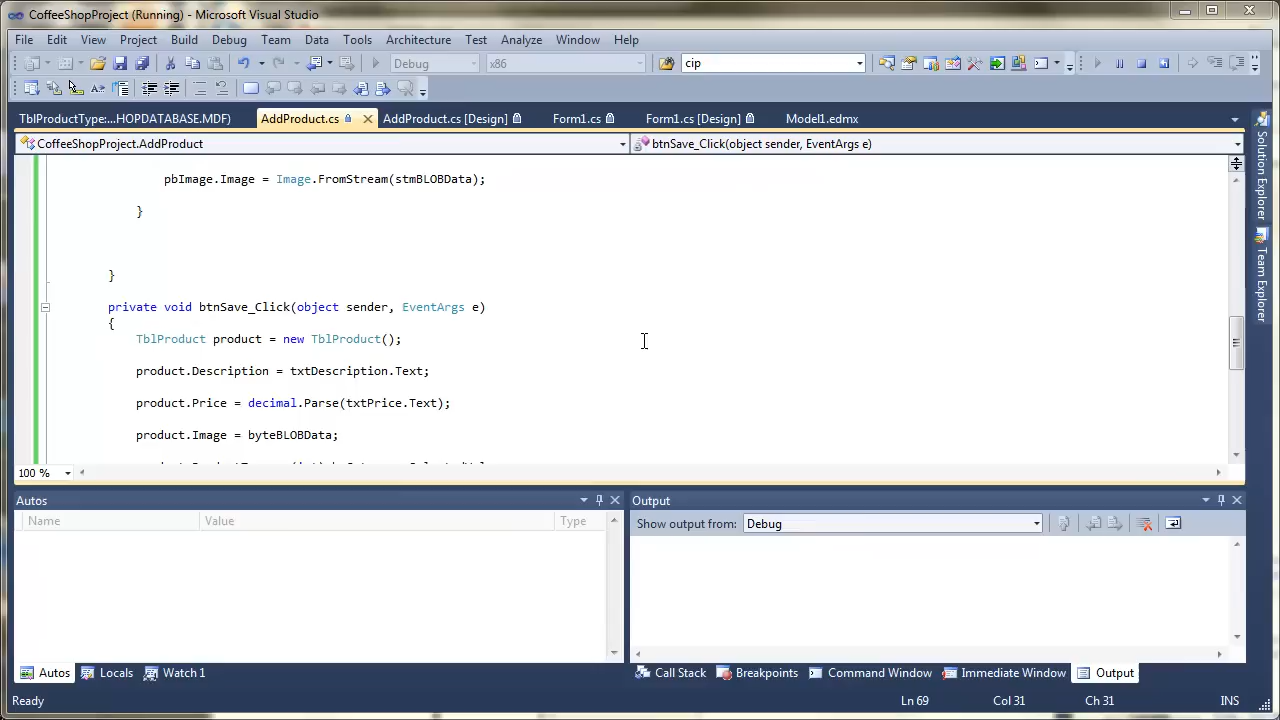 CoffeeShopProject (Running) - Microsoft Visual Studio
File Edit View Project Build Debug Team Data Tools Architecture Test Analyze Window Help
Debug x86 cip
TblProductType:...HOPDATABASE.MDF) AddProduct.cs AddProduct.cs [Design] Form1.cs Form1.cs [Design] Model1.edmx
CoffeeShopProject.AddProduct btnSave_Click(object sender, EventArgs e)
pbImage.Image = Image.FromStream(stmBLOBData);
}
}
private void btnSave_Click(object sender, EventArgs e)
{
TblProduct product = new TblProduct();
product.Description = txtDescription.Text;
product.Price = decimal.Parse(txtPrice.Text);
product.Image = byteBLOBData;
100 %
Autos
Name Value Type
Output
Show output from: Debug
Autos Locals Watch 1
Call Stack Breakpoints Command Window Immediate Window Output
Ready Ln 69 Col 31 Ch 31 INS
Solution Explorer
Team Explorer